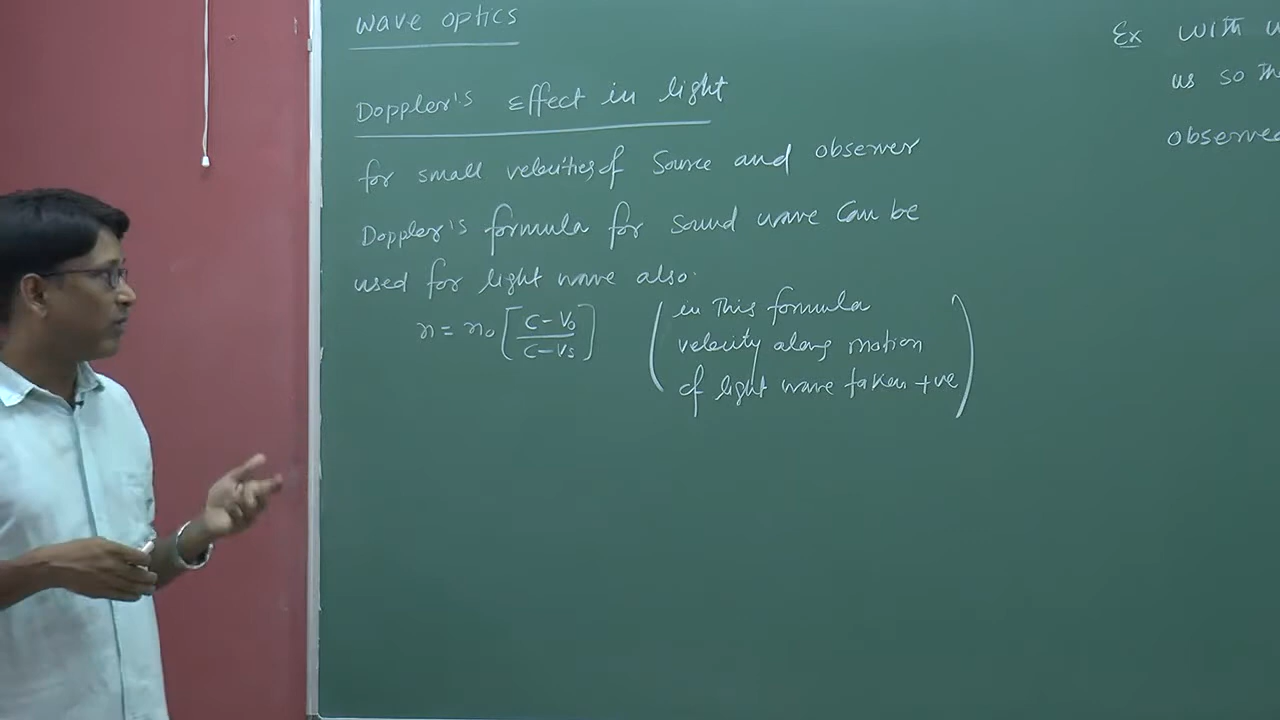 wave optics
Doppler's Effect in light
for small velocities of Source and observer
Doppler's formula for sound wave can be
used for light wave also.
n = n₀ [C - V₀ / C - Vs]
(in This formula
velocity along motion
of light wave taken +ve)
Ex with
us so
observed